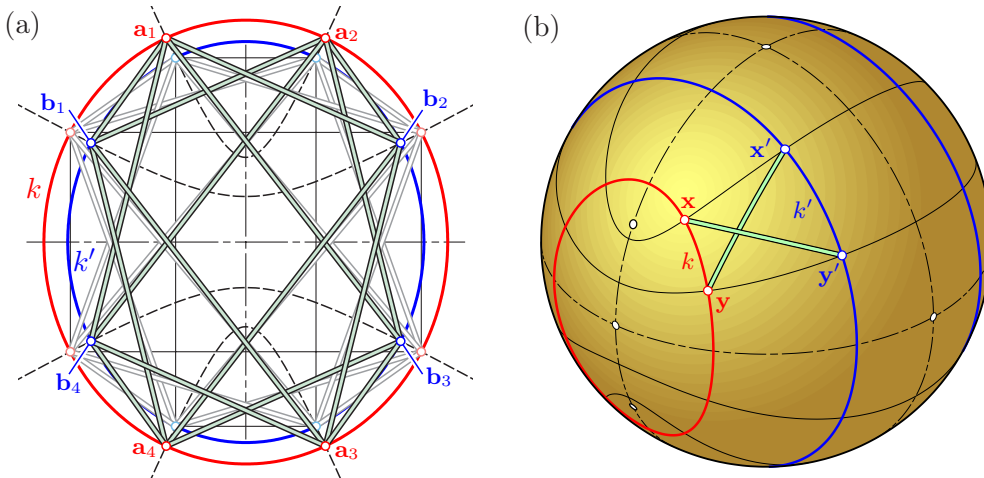 (a)
a₁ a₂
b₁ b₂
k
k′
b₄ b₃
a₄ a₃
(b)
x′
x
k′
k
y′
y